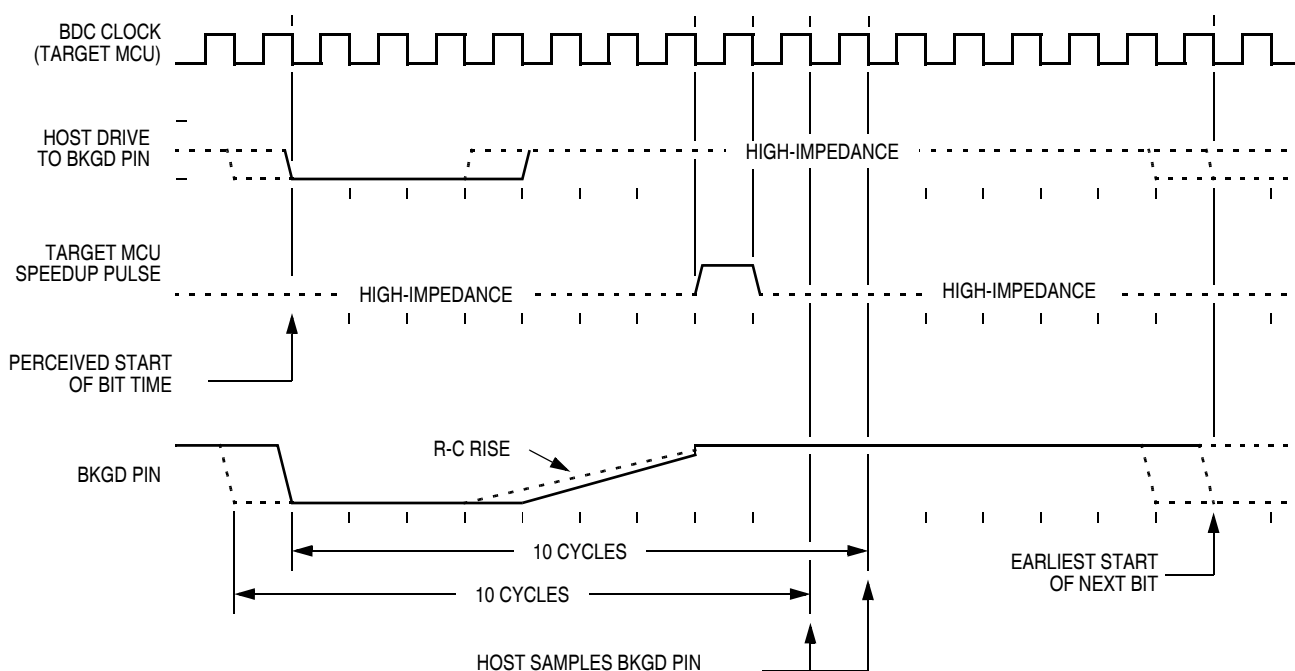 BDC CLOCK
(TARGET MCU)
HOST DRIVE
TO BKGD PIN
HIGH-IMPEDANCE
TARGET MCU
SPEEDUP PULSE
HIGH-IMPEDANCE
HIGH-IMPEDANCE
PERCEIVED START
OF BIT TIME
R-C RISE
BKGD PIN
10 CYCLES
EARLIEST START
OF NEXT BIT
10 CYCLES
HOST SAMPLES BKGD PIN